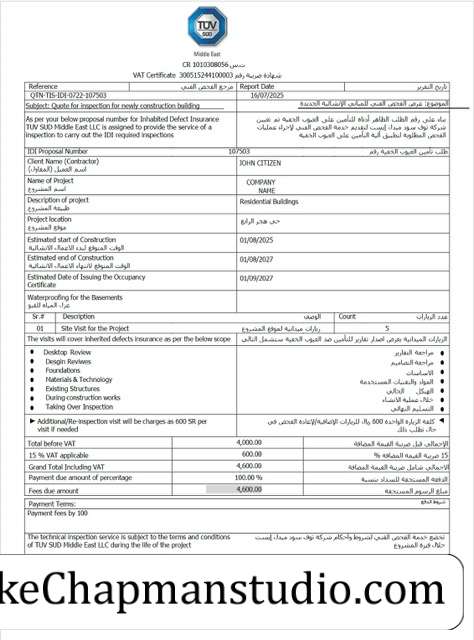 TÜV
SUD
Middle East
CR 1010308056 س.ت
VAT Certificate 300515244100003 شهادة ضريبة رقم
Reference مرجع الفحص الفني Report Date تاريخ التقرير
QTN-TIS-IDI-0722-107503 16/07/2025
Subject: Quote for inspection for newly construction building الموضوع: عرض الفحص الفني للمباني الإنشائية الجديدة
As per your below proposal number for Inhabited Defect Insurance
TUV SUD Middle East LLC is assigned to provide the service of a
inspection to carry out the IDI required inspections
بناء على رقم الطلب الظاهر أدناه للتأمين على العيوب الخفية تم تعيين
شركة توف سود ميدل إيست لتقديم خدمة الفحص الفني لإجراء عمليات
الفحص المطلوبة لتطبيق آلية التأمين على العيوب الخفية
IDI Proposal Number 107503 طلب تأمين العيوب الخفية رقم
Client Name (Contractor) JOHN CITIZEN
اسم العميل (المقاول)
Name of Project COMPANY
اسم المشروع NAME
Description of project Residential Buildings
طبيعة المشروع
Project location حي هجر الرابع
موقع المشروع
Estimated start of Construction 01/08/2025
الوقت المتوقع لبدء الاعمال الانشائية
Estimated end of Construction 01/08/2027
الوقت المتوقع لانتهاء الاعمال الانشائية
Estimated Date of Issuing the Occupancy 01/09/2027
Certificate
Waterproofing for the Basements
عزل المياه للقبو
Sr.# Description الوصف Count عدد الزيارات
01 Site Visit for the Project زيارات ميدانية لموقع المشروع 5
The visits will cover inherited defects insurance as per the below scope الزيارات الميدانية بغرض اصدار تقارير للتأمين ضد العيوب الخفية ستشمل التالي
Desktop Review مراجعة التقارير
Desgin Reviwes مراجعة التصاميم
Foundations الاساسات
Naterials & Technology المواد والتقنيات المستخدمة
Existing Structures الهيكل الحالي
During construction works خلال عملية الانشاء
Taking Over Inspection التسليم النهائي
Additional/Re-inspection visit will be charges as 600 SR per
visit if needed
كلفة الزيارة الواحدة 600 ريال للزيارات الإضافية/لإعادة الفحص في
حال تطلب ذلك
Total before VAT 4,000.00 الإجمالي قبل ضريبة القيمة المضافة
15 % VAT applicable 600.00 15 ضريبة القيمة المضافة %
Grand Total Including VAT 4,600.00 الاجمالي شامل ضريبة القيمة المضافة
Payment due amount of percentage 100.00 % الدفعة المستحقة للسداد بنسبة
Fees due amount 4,600.00 مبلغ الرسوم المستحقة
Payment Terms: شروط الدفع
Payment fees by 100
The technical inspection service is subject to the terms and conditions
of TUV SUD Middle East LLC during the life of the project
تخضع خدمة الفحص الفني لشروط واحكام شركة توف سود ميدل إيست
خلال فترة المشروع
keChapmanstudio.com